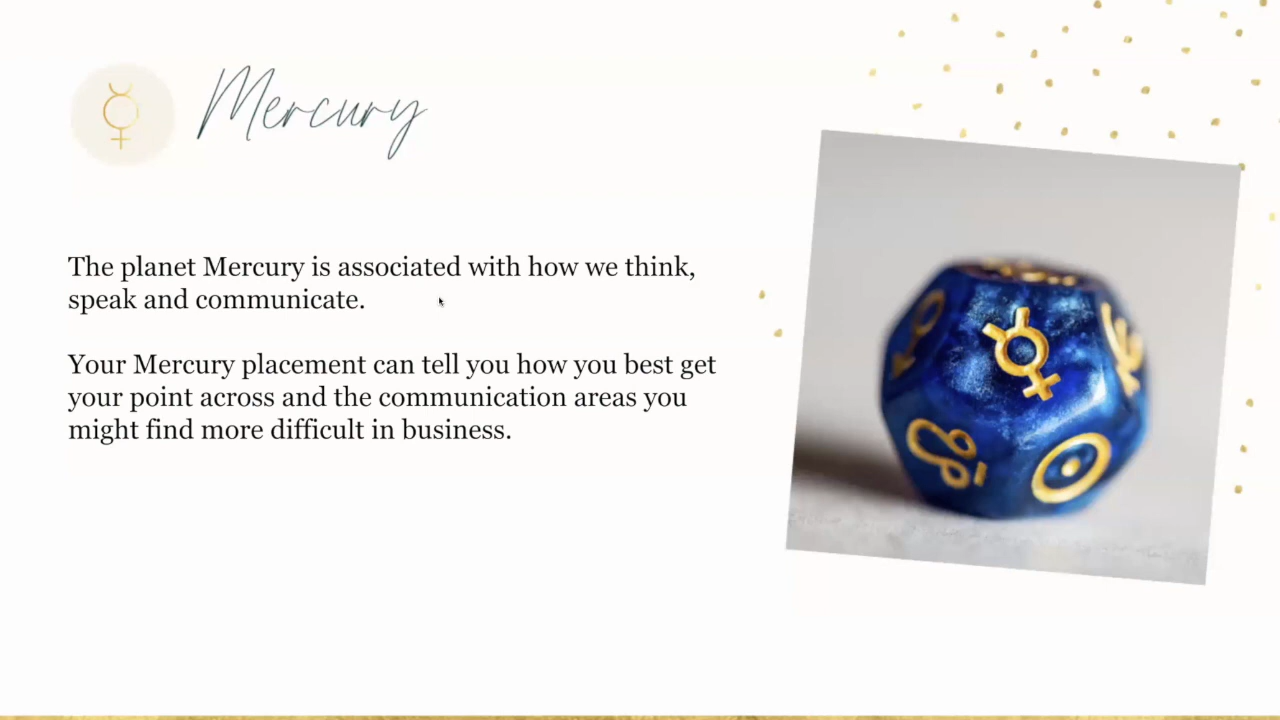 Mercury
The planet Mercury is associated with how we think,
speak and communicate.
Your Mercury placement can tell you how you best get
your point across and the communication areas you
might find more difficult in business.